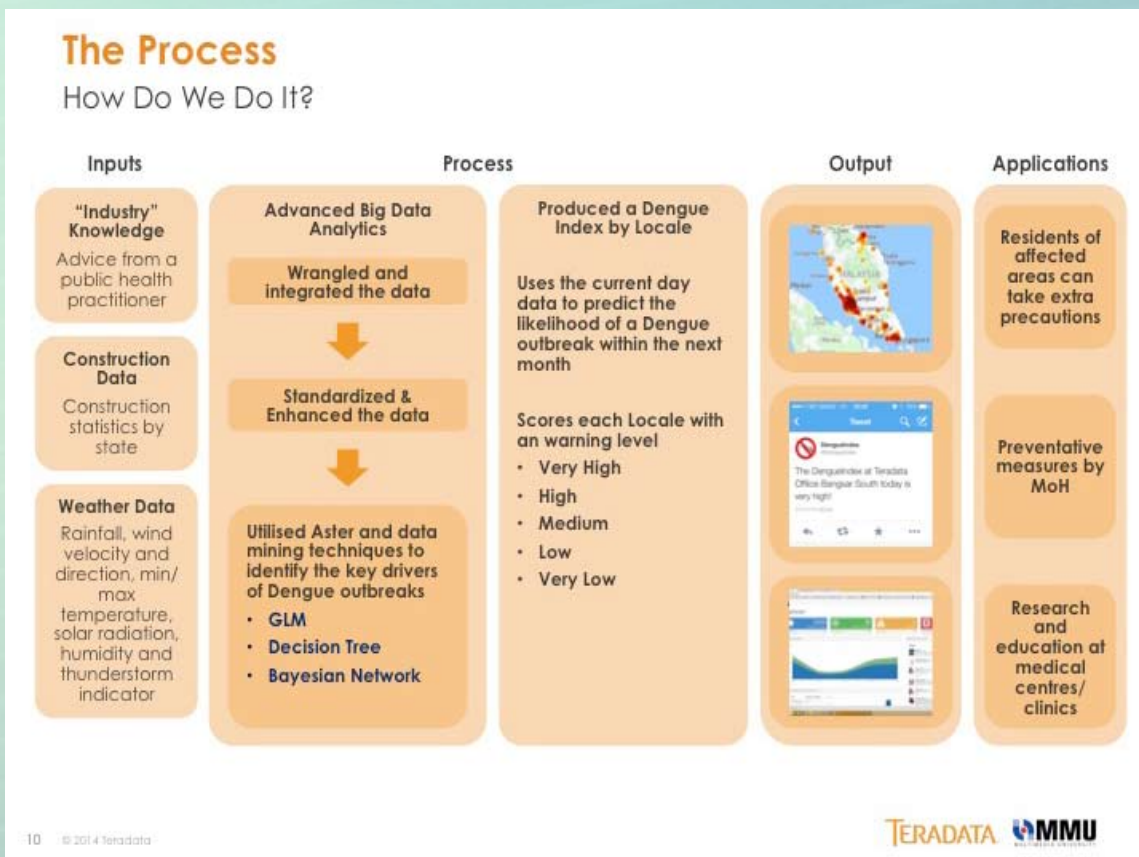 The Process
How Do We Do It?
Inputs
"Industry"
Knowledge
Advice from a
public health
practitioner
Construction
Data
Construction
statistics by
state
Weather Data
Rainfall, wind
velocity and
direction, min/
max
temperature,
solar radiation,
humidity and
thunderstorm
indicator
Process
Advanced Big Data
Analytics
Wrangled and
integrated the data
Standardized &
Enhanced the data
Utilised Aster and data
mining techniques to
identify the key drivers
of Dengue outbreaks
• GLM
• Decision Tree
• Bayesian Network
Produced a Dengue
Index by Locale
Uses the current day
data to predict the
likelihood of a Dengue
outbreak within the next
month
Scores each Locale with
an warning level
• Very High
• High
• Medium
• Low
• Very Low
Output
MALAYSIA
Tweet
DengueIndex
The DengueIndex at Teradata
Office Bangsar South today is
very high!
Applications
Residents of
affected
areas can
take extra
precautions
Preventative
measures by
MoH
Research
and
education at
medical
centres/
clinics
10 © 2014 Teradata
TERADATA
MMU
MULTIMEDIA UNIVERSITY